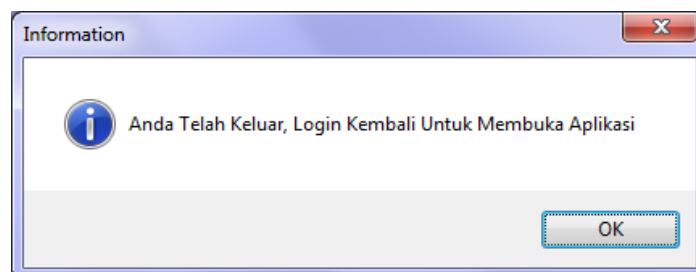 Information
Anda Telah Keluar, Login Kembali Untuk Membuka Aplikasi
OK